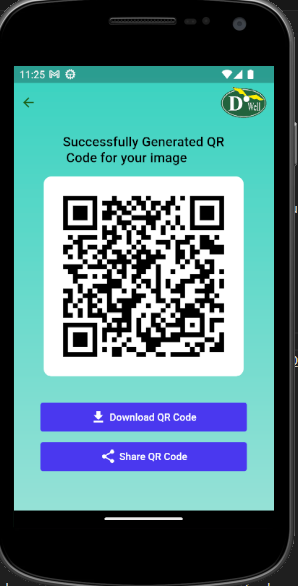 11:25
D Well
Successfully Generated QR
Code for your image
Download QR Code
Share QR Code